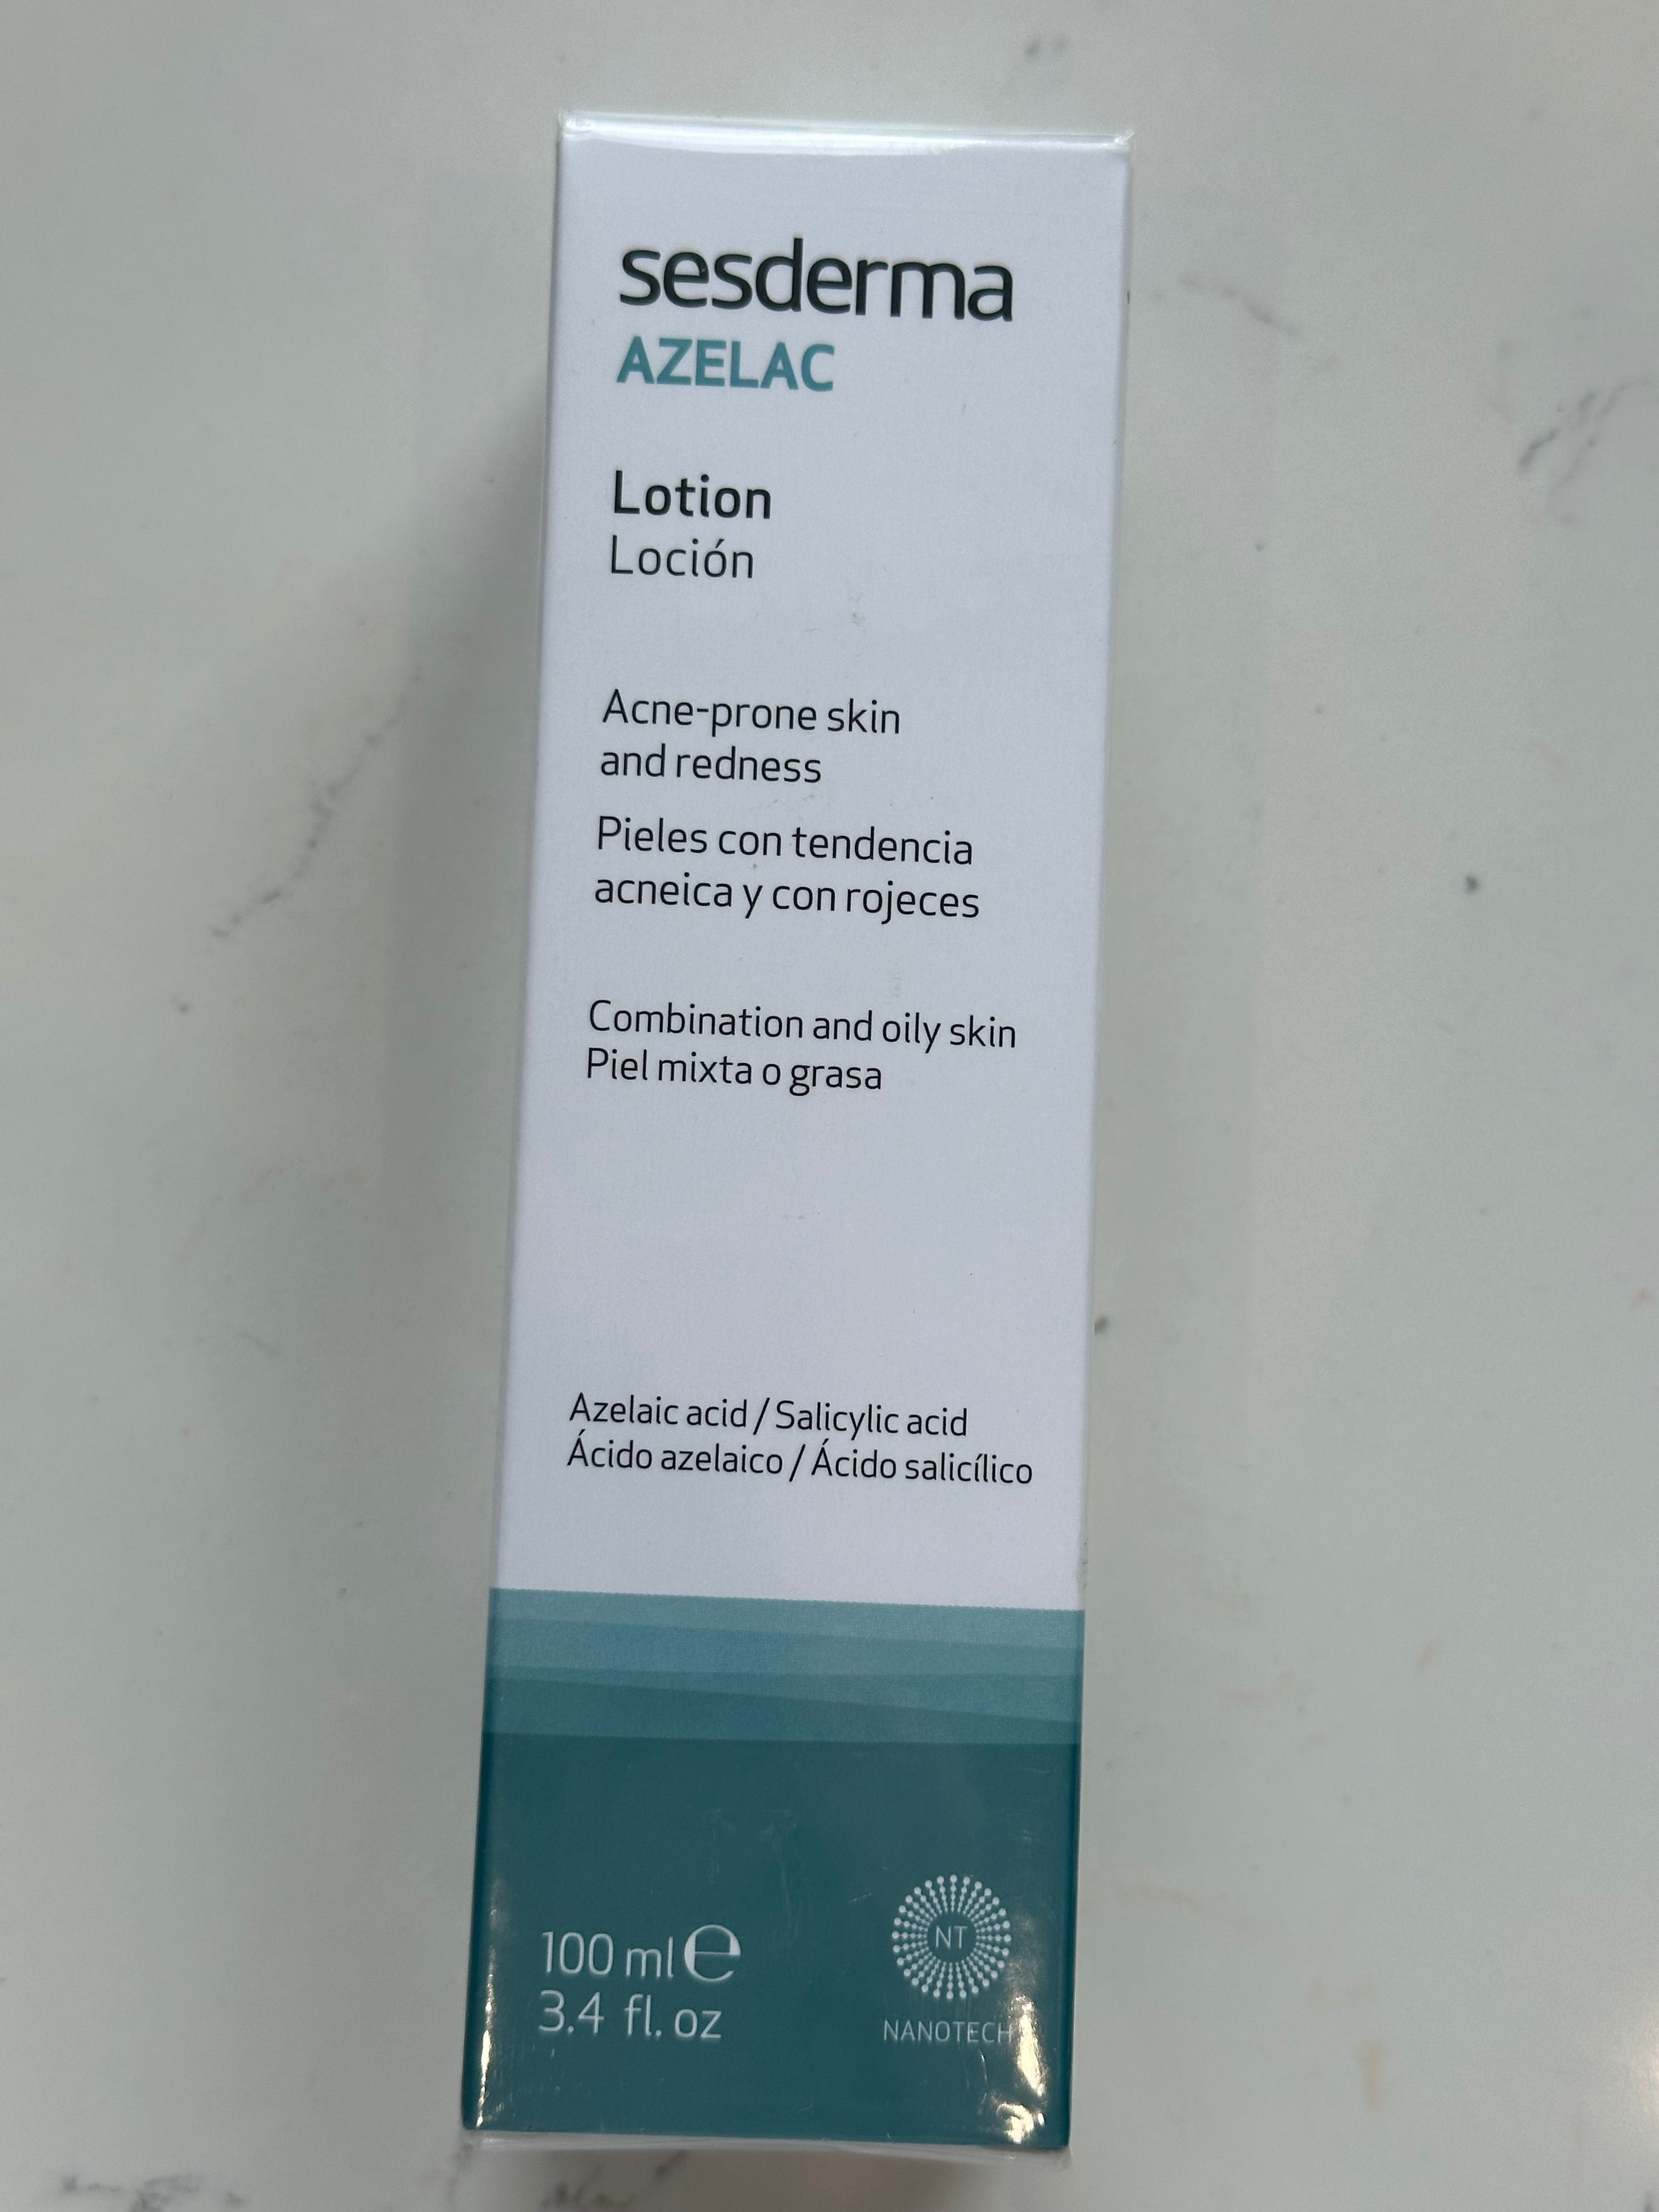 sesderma
AZELAC
Lotion
Loción
Acne-prone skin
and redness
Pieles con tendencia
acneica y con rojeces
Combination and oily skin
Piel mixta o grasa
Azelaic acid / Salicylic acid
Ácido azelaico / Ácido salicílico
100 ml ℮
3.4 fl. oz
NT
NANOTECH